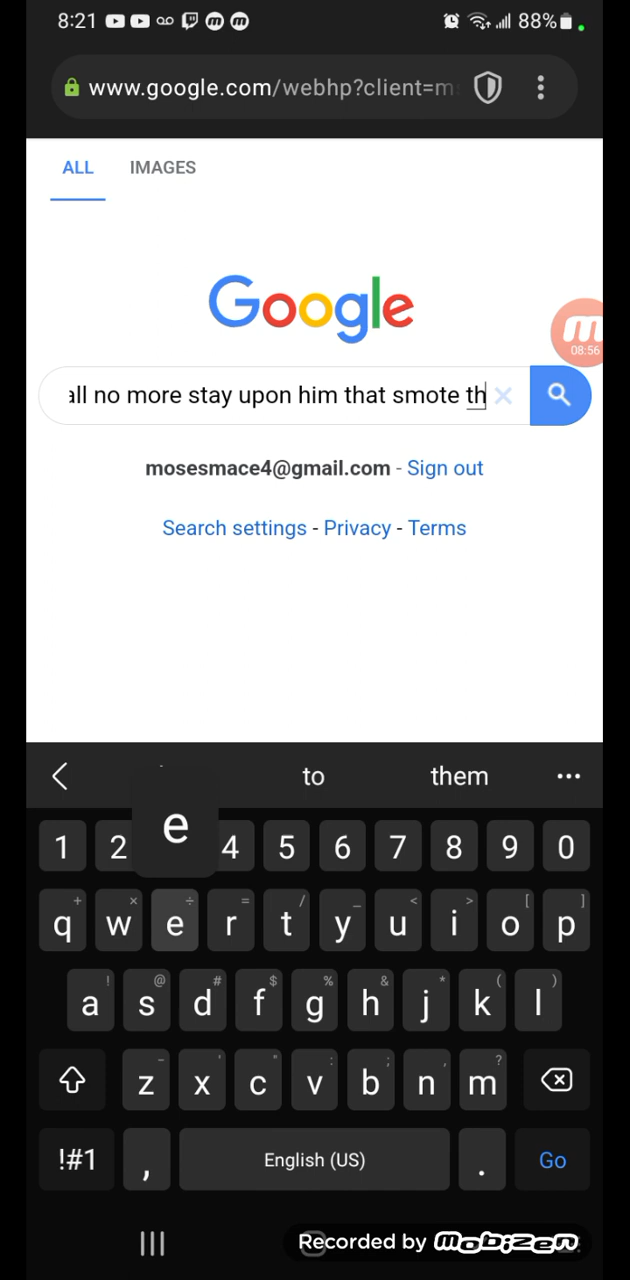 8:21 88%
www.google.com/webhp?client=m
ALL IMAGES
Google
08:56
all no more stay upon him that smote th
mosesmace4@gmail.com - Sign out
Search settings - Privacy - Terms
to them
e
1 2 4 5 6 7 8 9 0
+ × ÷ = / _ < > [ ]
q w e r t y u i o p
! @ # $ % & * ( )
a s d f g h j k l
- ' " : ; , ?
z x c v b n m
!#1 , English (US) . Go
Recorded by mobizen